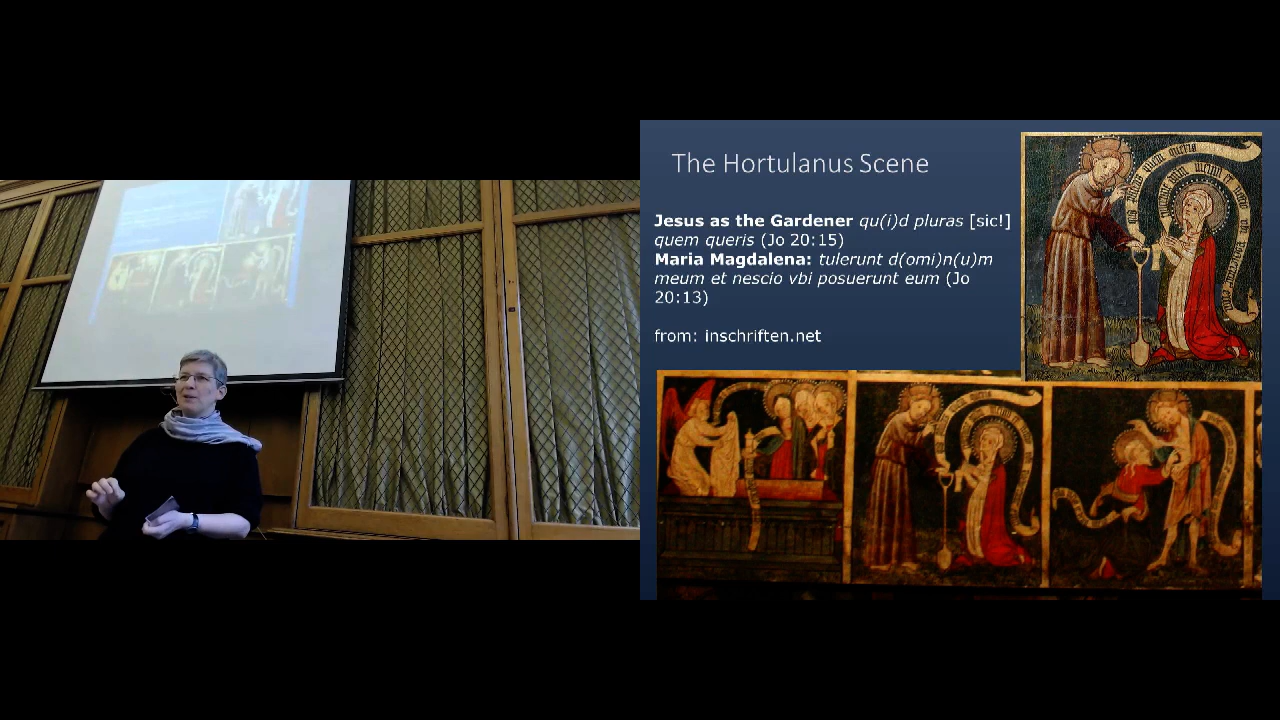 The Hortulanus Scene
Jesus as the Gardener qu(i)d pluras [sic!]
quem queris (Jo 20:15)
Maria Magdalena: tulerunt d(omi)n(u)m
meum et nescio vbi posuerunt eum (Jo
20:13)
from: inschriften.net